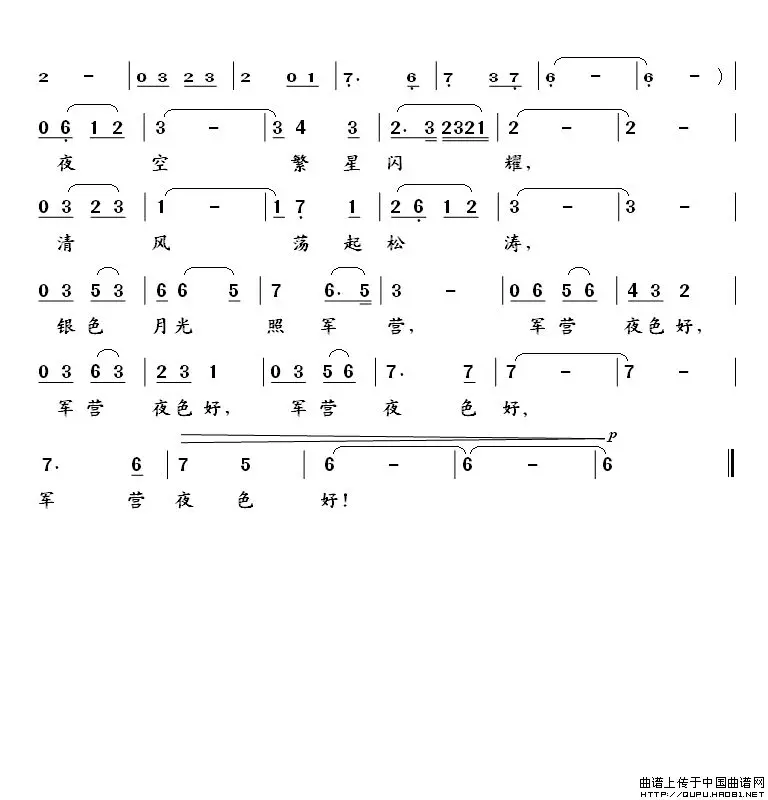 2 － | 0 3 2 3 | 2 0 1 | 7. 6 | 7 3 7 | 6 － | 6 － ) |
0 6 1 2 | 3 － | 3 4 3 | 2. 3 2321 | 2 － | 2 － |
夜 空 繁 星 闪 耀,
0 3 2 3 | 1 － | 1 7 1 | 2 6 1 2 | 3 － | 3 － |
清 风 荡 起 松 涛,
0 3 5 3 | 6 6 5 | 7 6. 5 | 3 － | 0 6 5 6 | 4 3 2 |
银 色 月 光 照 军 营, 军 营 夜 色 好,
0 3 6 3 | 2 3 1 | 0 3 5 6 | 7. 7 | 7 － | 7 － |
军 营 夜 色 好, 军 营 夜 色 好,
p
7. 6 | 7 5 | 6 － | 6 － | 6 ‖
军 营 夜 色 好!
曲谱上传于中国曲谱网
HTTP://QUPU.HAO81.NET